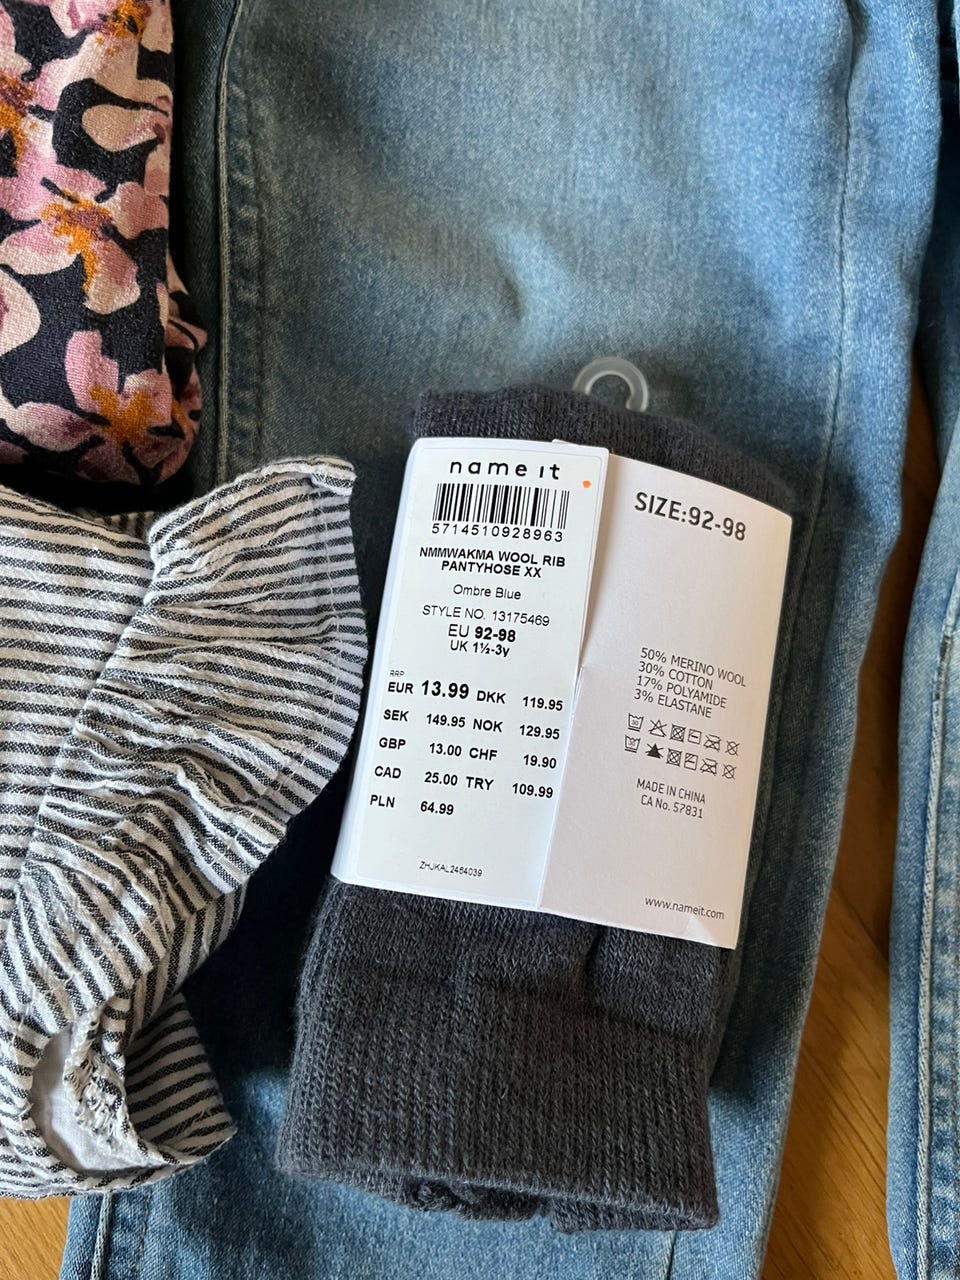 name it
5714510928963
NMMWAKMA WOOL RIB
PANTYHOSE XX
Ombre Blue
STYLE NO. 13175469
EU 92-98
UK 1½-3y
RRP
EUR 13.99 DKK 119.95
SEK 149.95 NOK 129.95
GBP 13.00 CHF 19.90
CAD 25.00 TRY 109.99
PLN 64.99
ZHJKAL2464039
SIZE:92-98
50% MERINO WOOL
30% COTTON
17% POLYAMIDE
3% ELASTANE
MADE IN CHINA
CA No. 57831
www.nameit.com